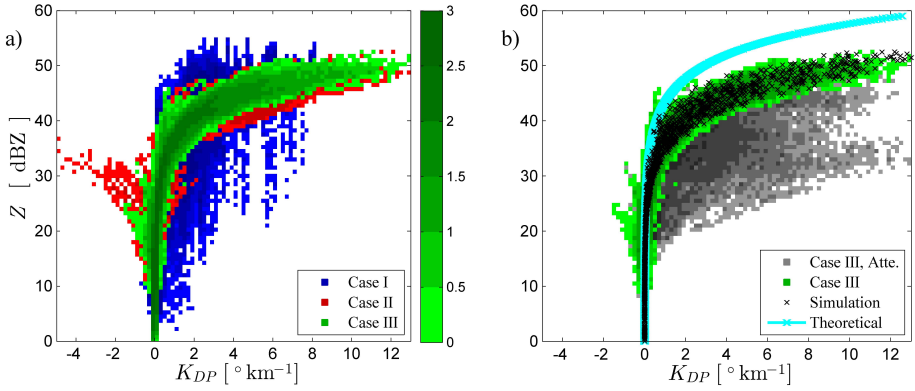 a)
Z [ dBZ]
60
50
40
30
20
10
0
-4 -2 0 2 4 6 8 10 12
K_DP [ ° km⁻¹]
Case I
Case II
Case III
3
2.5
2
1.5
1
0.5
0
b)
60
50
40
30
20
10
0
-4 -2 0 2 4 6 8 10 12
K_DP [ ° km⁻¹]
Case III, Atte.
Case III
Simulation
Theoretical